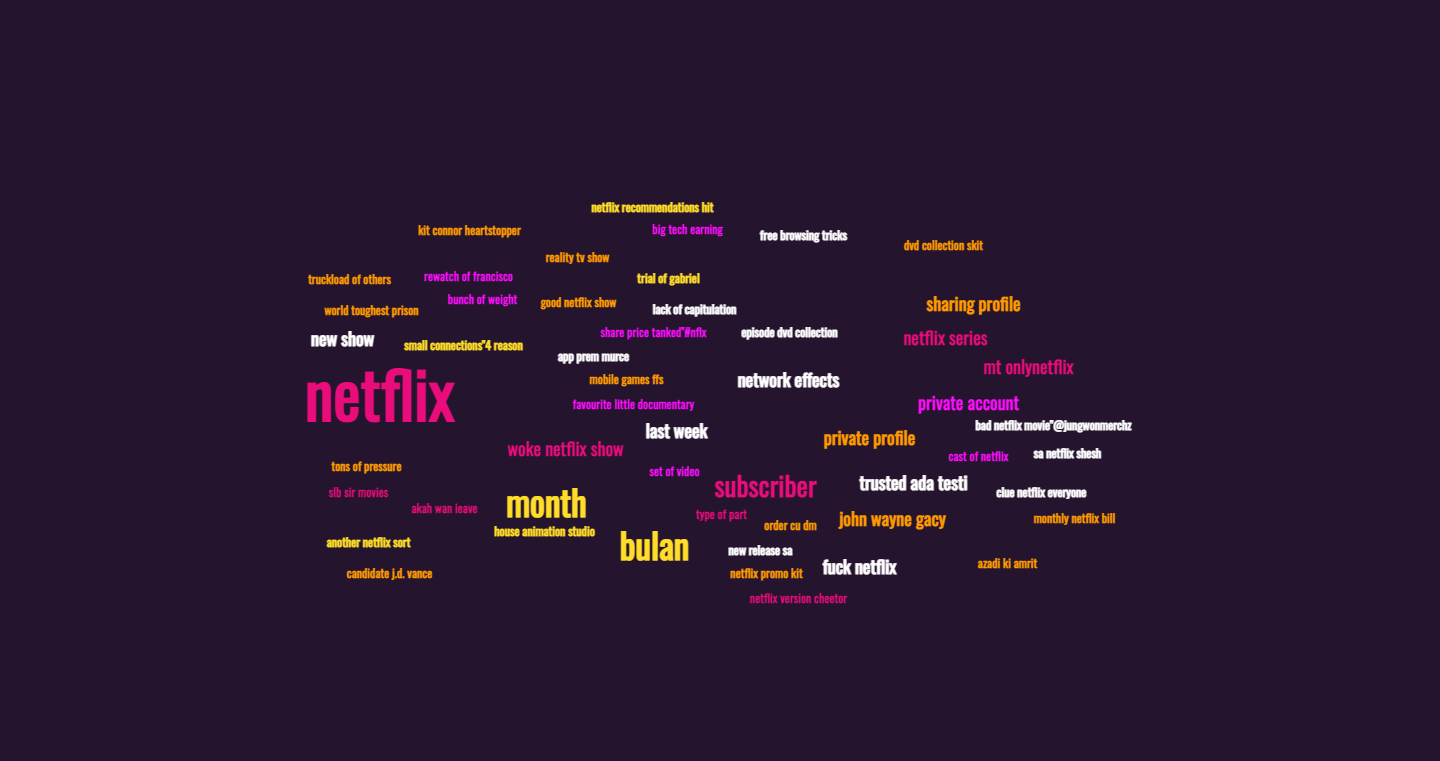 netflix recommendations hit
kit connor heartstopper
big tech earning
free browsing tricks
dvd collection skit
reality tv show
truckload of others
rewatch of francisco
trial of gabriel
bunch of weight
good netflix show
sharing profile
world toughest prison
lack of capitulation
new show
small connections"4 reason
share price tanked"#nflx
episode dvd collection
netflix series
app prem murce
mt onlynetflix
netflix
mobile games ffs
network effects
favourite little documentary
private account
last week
bad netflix movie"@jungwonmerchz
woke netflix show
private profile
cast of netflix
sa netflix shesh
tons of pressure
set of video
slb sir movies
subscriber
trusted ada testi
clue netflix everyone
akah wan leave
month
type of part
john wayne gacy
monthly netflix bill
house animation studio
order cu dm
another netflix sort
bulan
new release sa
fuck netflix
azadi ki amrit
candidate j.d. vance
netflix promo kit
netflix version cheetor